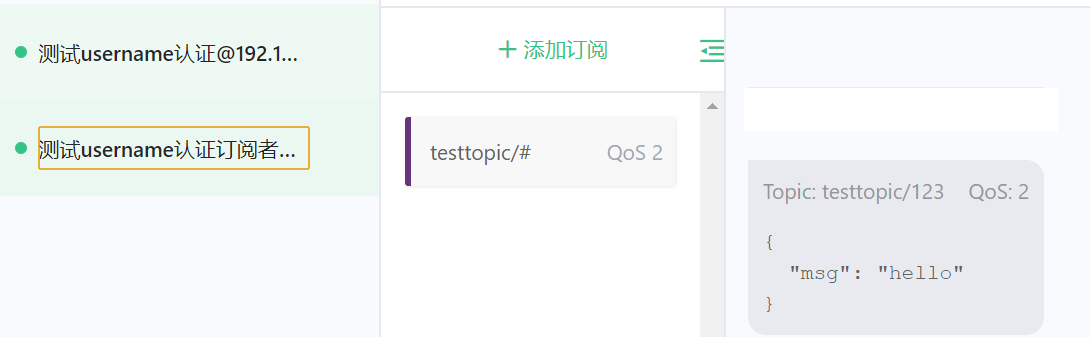 测试username认证@192.1...
测试username认证订阅者...
+ 添加订阅
testtopic/# QoS 2
Topic: testtopic/123 QoS: 2
{
"msg": "hello"
}